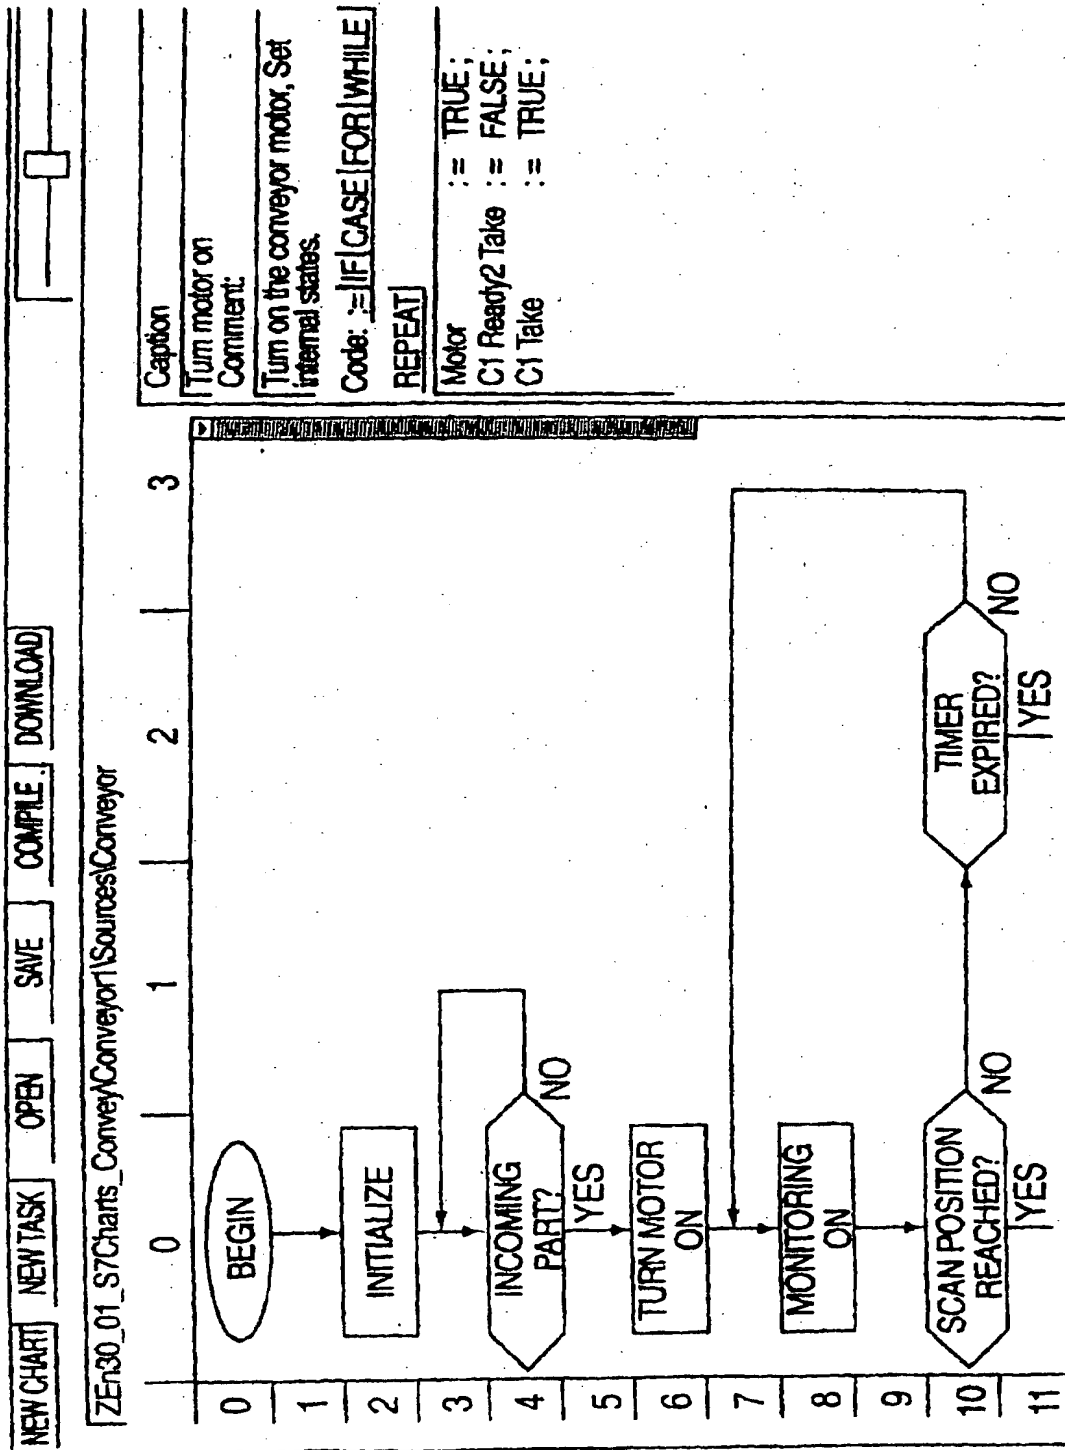 NEW CHART NEW TASK OPEN SAVE COMPILE DOWNLOAD
ZEn30_01_S7Charts_Convey\Conveyor1\Sources\Conveyor
0 1 2 3
0
BEGIN
1
2
INITIALIZE
3
4
INCOMING
PART?
NO
5
YES
6
TURN MOTOR
ON
7
8
MONITORING
ON
9
10
SCAN POSITION
REACHED?
NO
TIMER
EXPIRED?
NO
11
YES
YES
Caption
Turn motor on
Comment:
Turn on the conveyor motor, Set
internal states.
Code: :=|IF|CASE|FOR|WHILE|
REPEAT
Motor := TRUE;
C1 Ready2 Take := FALSE;
C1 Take := TRUE;